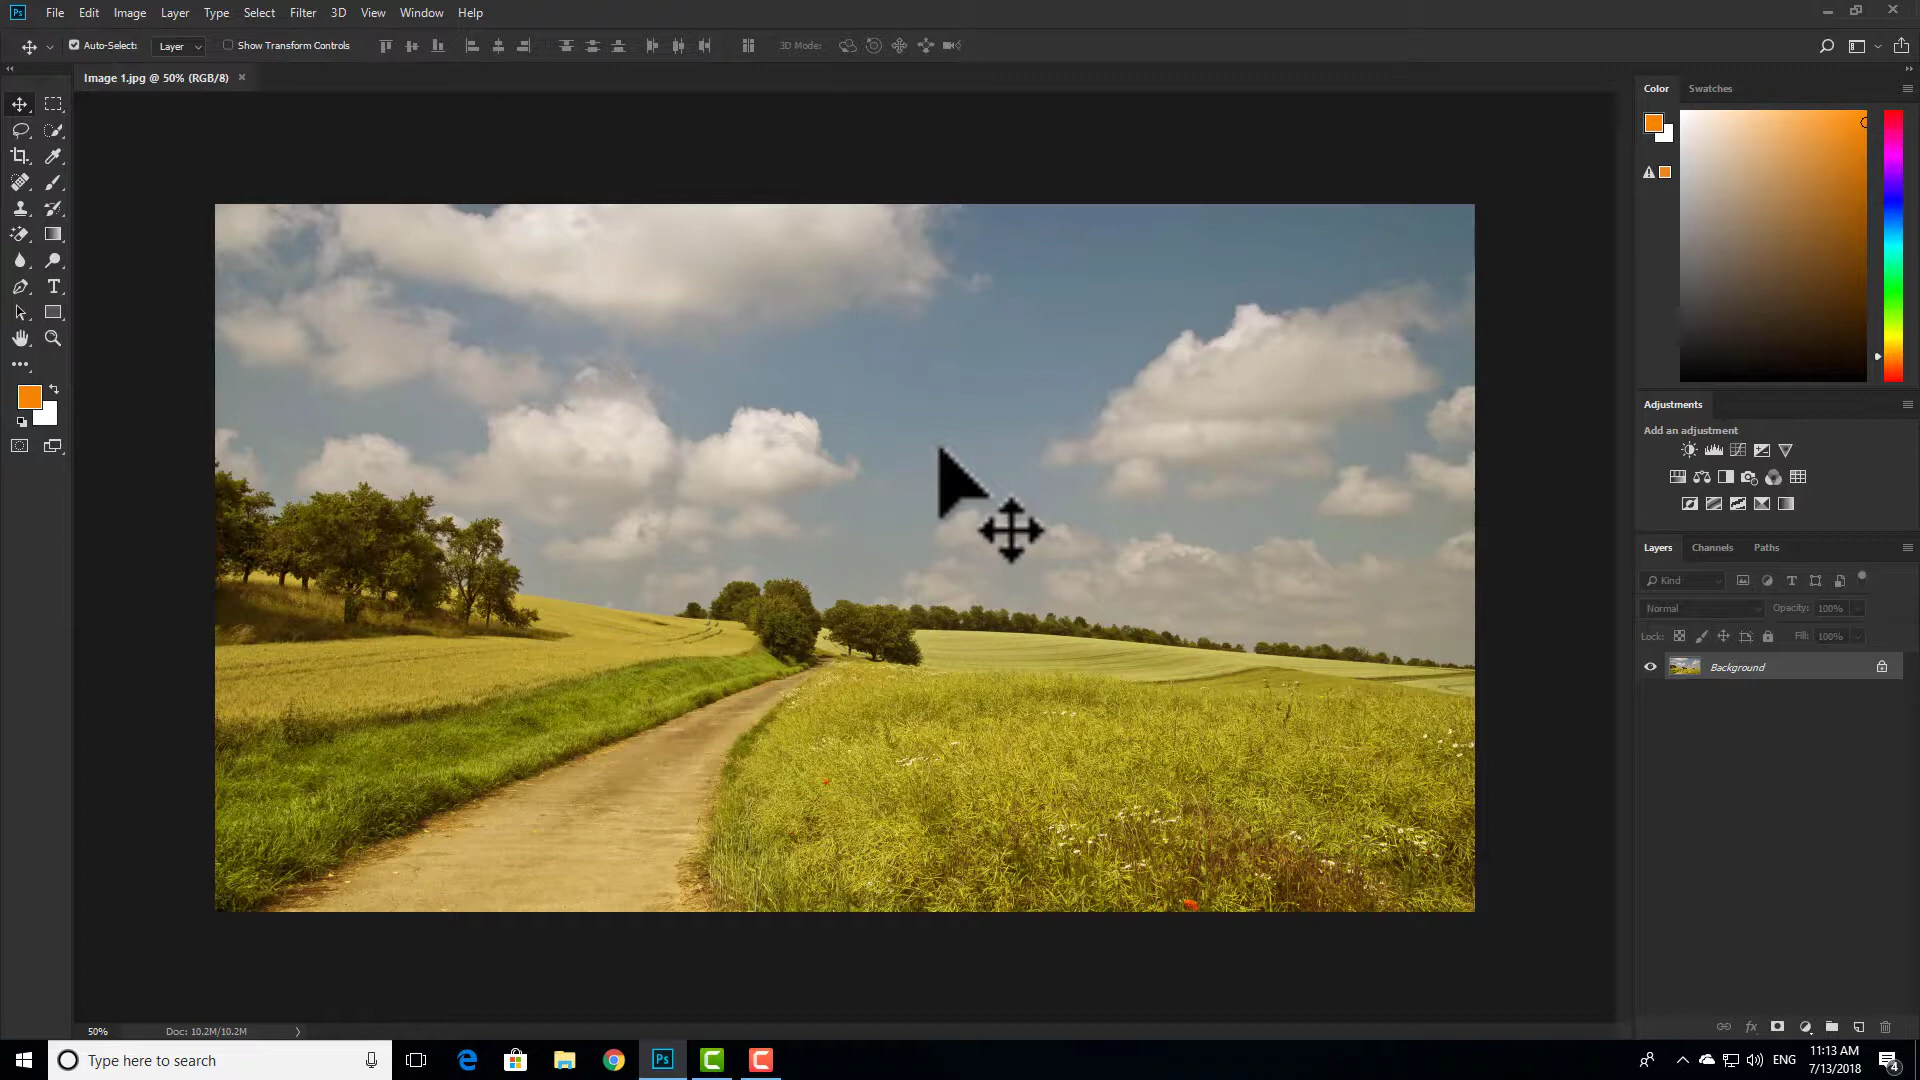 Ps File Edit Image Layer Type Select Filter 3D View Window Help
Auto-Select: Layer Show Transform Controls 3D Mode:
Image 1.jpg @ 50% (RGB/8)
Color Swatches
Adjustments
Add an adjustment
Layers Channels Paths
Kind
Normal Opacity: 100%
Lock: Fill: 100%
Background
50% Doc: 10.2M/10.2M
Type here to search
Ps
ENG
11:13 AM
7/13/2018
4